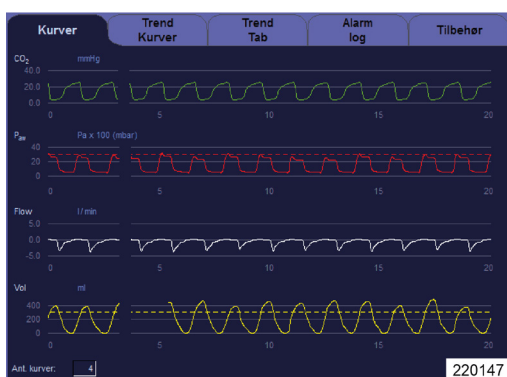 Kurver
Trend Kurver
Trend Tab
Alarm log
Tilbehør
CO2 mmHg
40.0
20.0
0.0
0 5 10 15 20
Paw Pa x 100 (mbar)
40
20
0
0 5 10 15 20
Flow l/min
5.0
0.0
-5.0
0 5 10 15 20
Vol ml
400
200
0
0 5 10 15 20
Ant. kurver: 4
220147